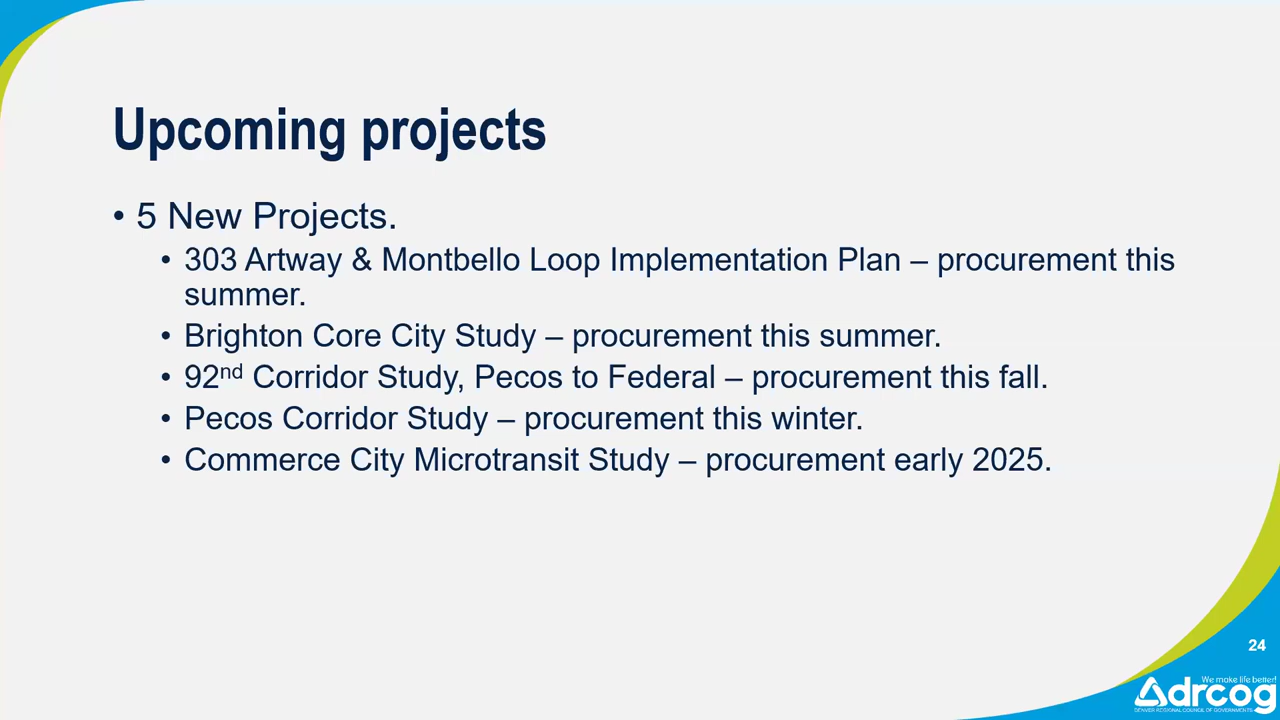 Upcoming projects
• 5 New Projects.
• 303 Artway & Montbello Loop Implementation Plan – procurement this
summer.
• Brighton Core City Study – procurement this summer.
• 92nd Corridor Study, Pecos to Federal – procurement this fall.
• Pecos Corridor Study – procurement this winter.
• Commerce City Microtransit Study – procurement early 2025.
24
We make life better!
drcog
DENVER REGIONAL COUNCIL OF GOVERNMENTS